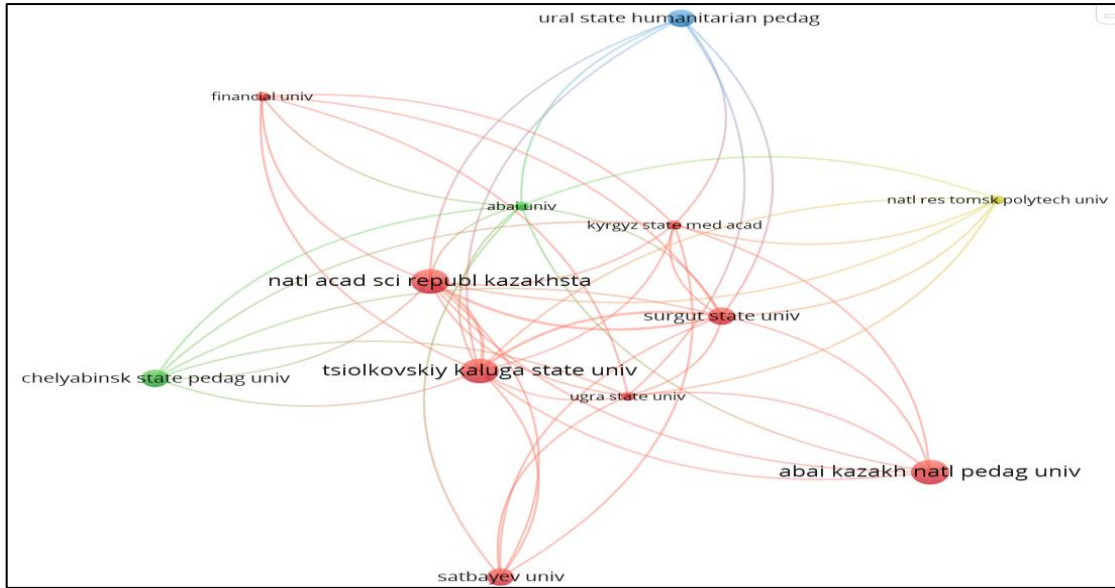 ural state humanitarian pedag
financial univ
natl res tomsk polytech univ
abai univ
kyrgyz state med acad
natl acad sci republ kazakhsta
surgut state univ
tsiolkovskiy kaluga state univ
chelyabinsk state pedag univ
ugra state univ
abai kazakh natl pedag univ
satbayev univ